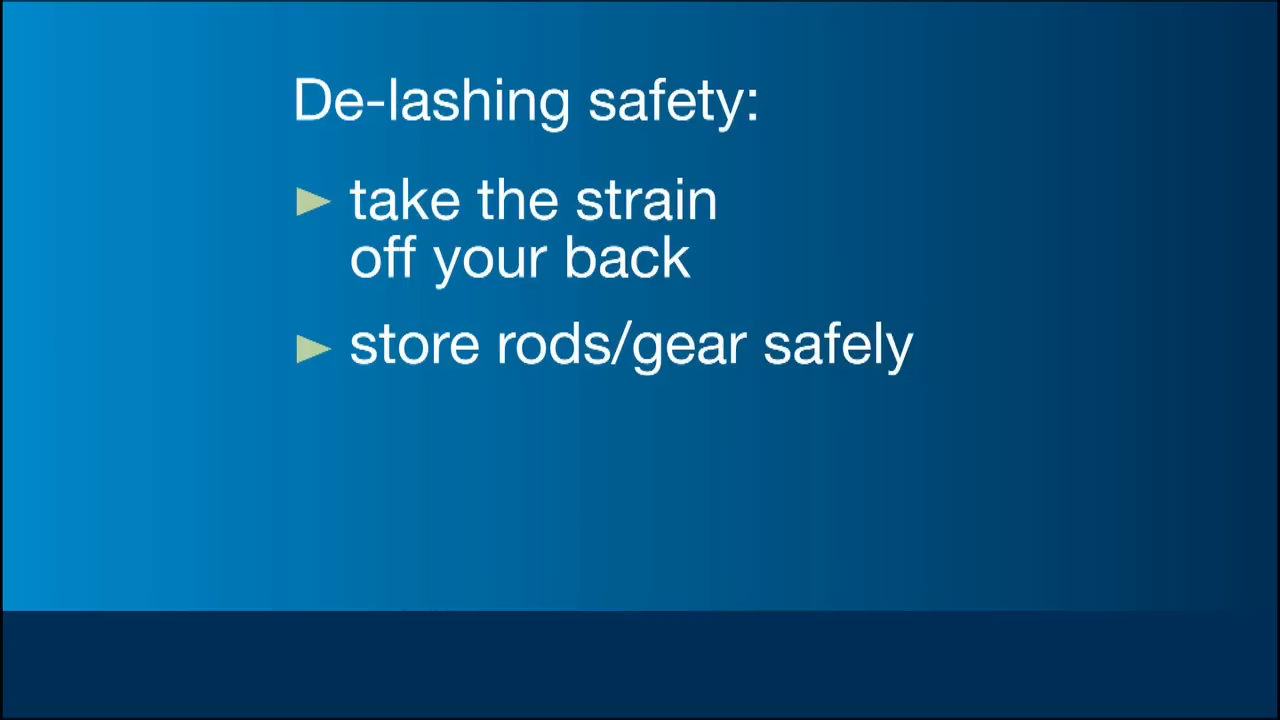 De-lashing safety:
take the strain
off your back
store rods/gear safely